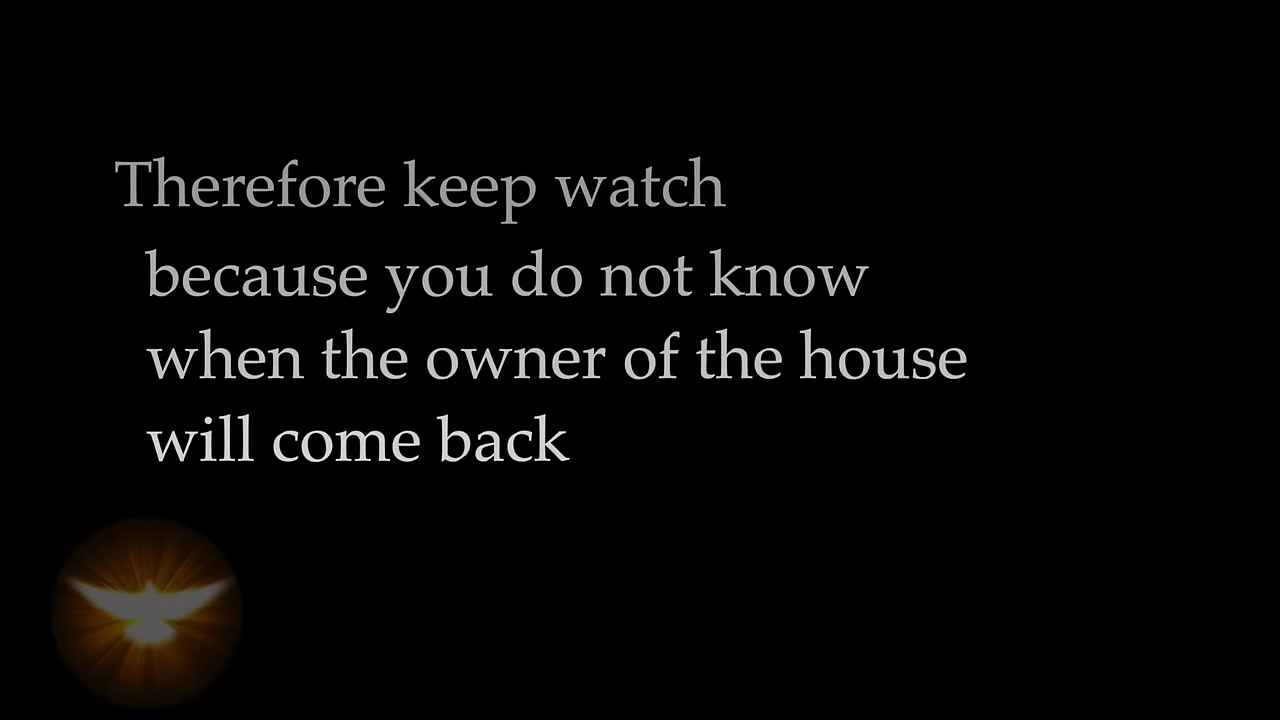 Therefore keep watch
because you do not know
when the owner of the house
will come back